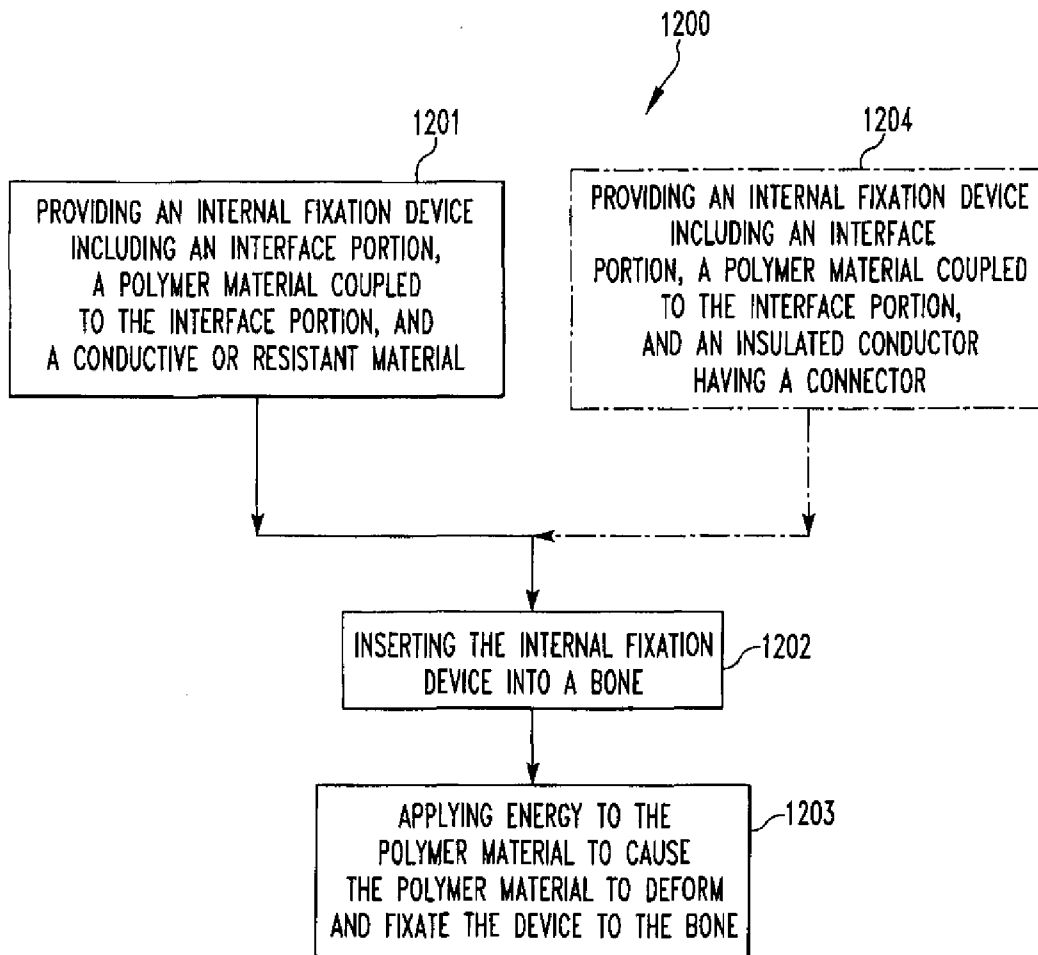 1200
1201
PROVIDING AN INTERNAL FIXATION DEVICE
INCLUDING AN INTERFACE PORTION,
A POLYMER MATERIAL COUPLED
TO THE INTERFACE PORTION, AND
A CONDUCTIVE OR RESISTANT MATERIAL
1204
PROVIDING AN INTERNAL FIXATION DEVICE
INCLUDING AN INTERFACE
PORTION, A POLYMER MATERIAL COUPLED
TO THE INTERFACE PORTION,
AND AN INSULATED CONDUCTOR
HAVING A CONNECTOR
INSERTING THE INTERNAL FIXATION
DEVICE INTO A BONE
1202
APPLYING ENERGY TO THE
POLYMER MATERIAL TO CAUSE
THE POLYMER MATERIAL TO DEFORM
AND FIXATE THE DEVICE TO THE BONE
1203